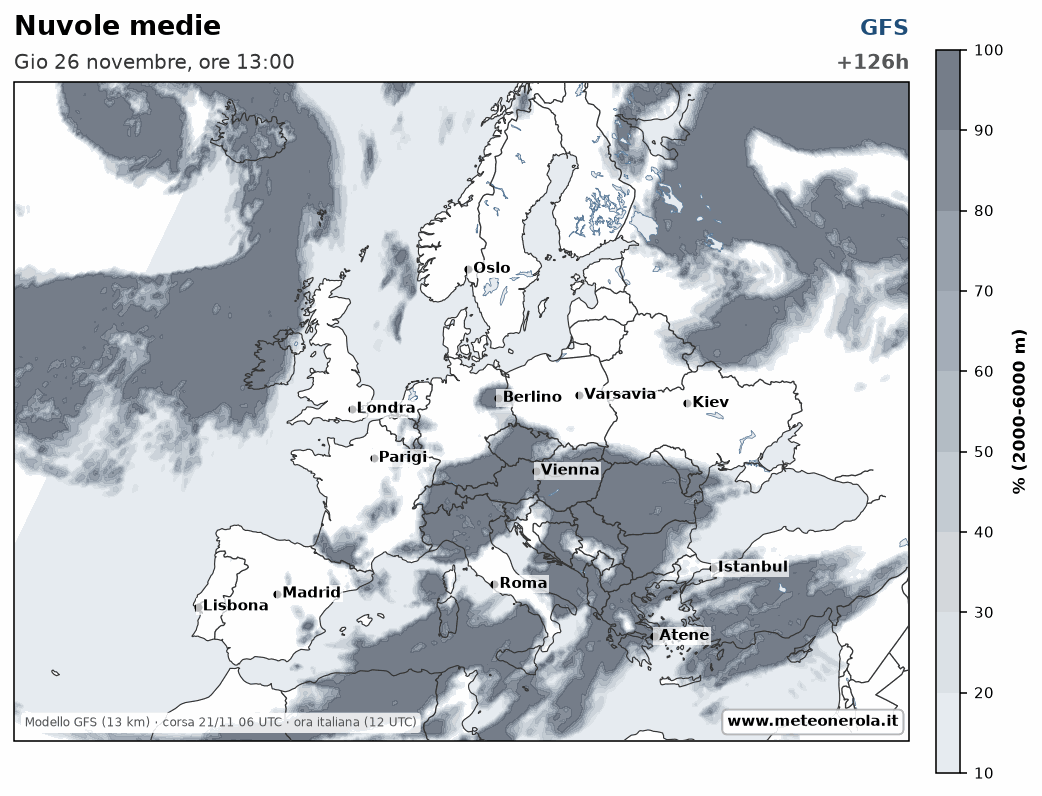 Nuvole medie
GFS
Gio 26 novembre, ore 13:00
+126h
100
90
80
70
60
50
40
30
20
10
% (2000-6000 m)
Oslo
Berlino
Varsavia
Kiev
Londra
Parigi
Vienna
Istanbul
Roma
Madrid
Lisbona
Atene
Modello GFS (13 km) · corsa 21/11 06 UTC · ora italiana (12 UTC)
www.meteonerola.it